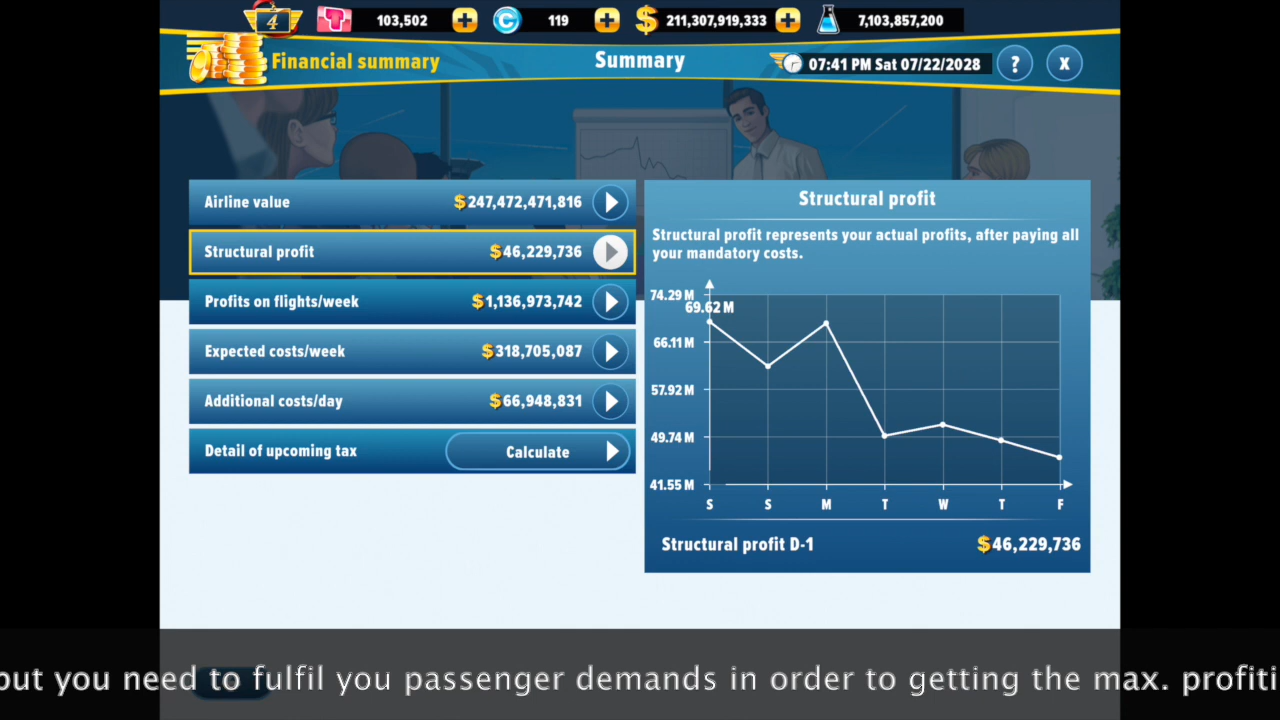 4
103,502
119
211,307,919,333
7,103,857,200
Financial summary
Summary
07:41 PM Sat 07/22/2028
?
X
Airline value $247,472,471,816
Structural profit $46,229,736
Profits on flights/week $1,136,973,742
Expected costs/week $318,705,087
Additional costs/day $66,948,831
Detail of upcoming tax Calculate
Structural profit
Structural profit represents your actual profits, after paying all
your mandatory costs.
74.29 M
69.62 M
66.11 M
57.92 M
49.74 M
41.55 M
S S M T W T F
Structural profit D-1 $46,229,736
but you need to fulfil you passenger demands in order to getting the max. profiti